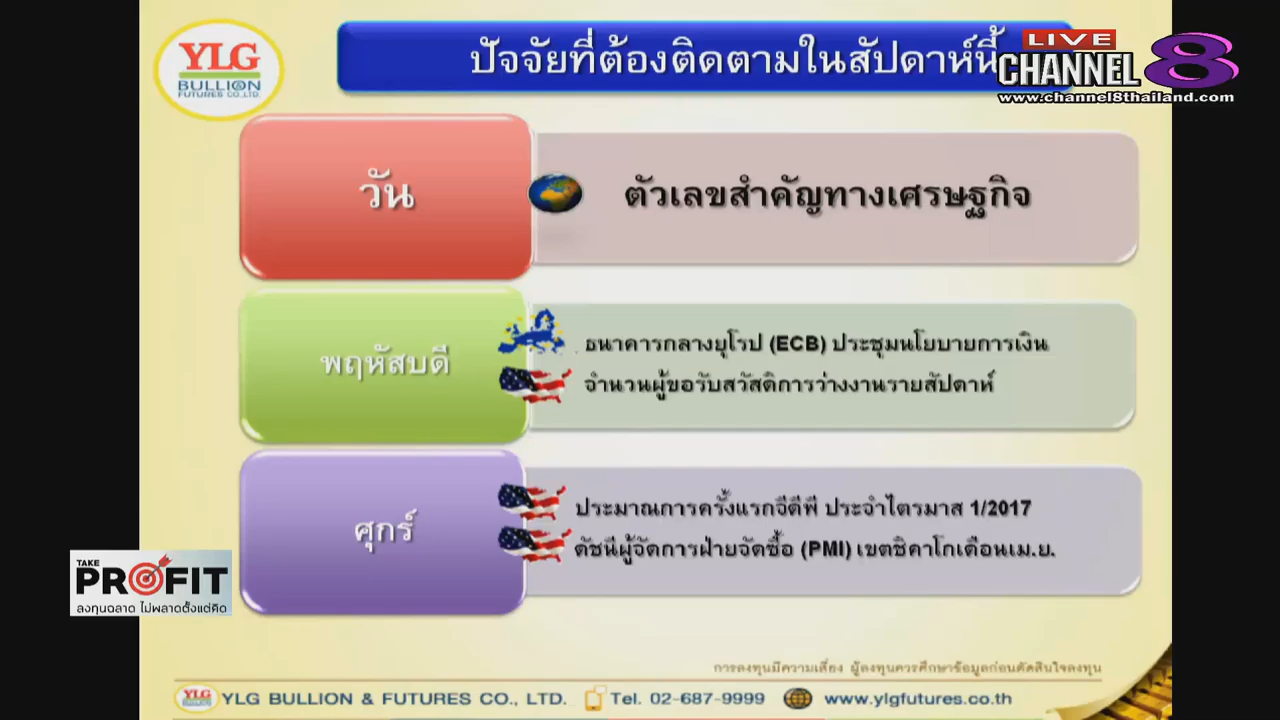 YLG
BULLION
FUTURES CO.,LTD.
ปัจจัยที่ต้องติดตามในสัปดาห์นี้
LIVE
CHANNEL 8
www.channel8thailand.com
วัน
ตัวเลขสำคัญทางเศรษฐกิจ
พฤหัสบดี
ธนาคารกลางยุโรป (ECB) ประชุมนโยบายการเงิน
จำนวนผู้ขอรับสวัสดิการว่างงานรายสัปดาห์
ศุกร์
ประมาณการครั้งแรกจีดีพี ประจำไตรมาส 1/2017
ดัชนีผู้จัดการฝ่ายจัดซื้อ (PMI) เขตชิคาโกเดือนเม.ย.
TAKE
PROFIT
ลงทุนฉลาด ไม่พลาดตั้งแต่คิด
การลงทุนมีความเสี่ยง ผู้ลงทุนควรศึกษาข้อมูลก่อนตัดสินใจลงทุน
YLG BULLION & FUTURES CO., LTD. Tel. 02-687-9999 www.ylgfutures.co.th